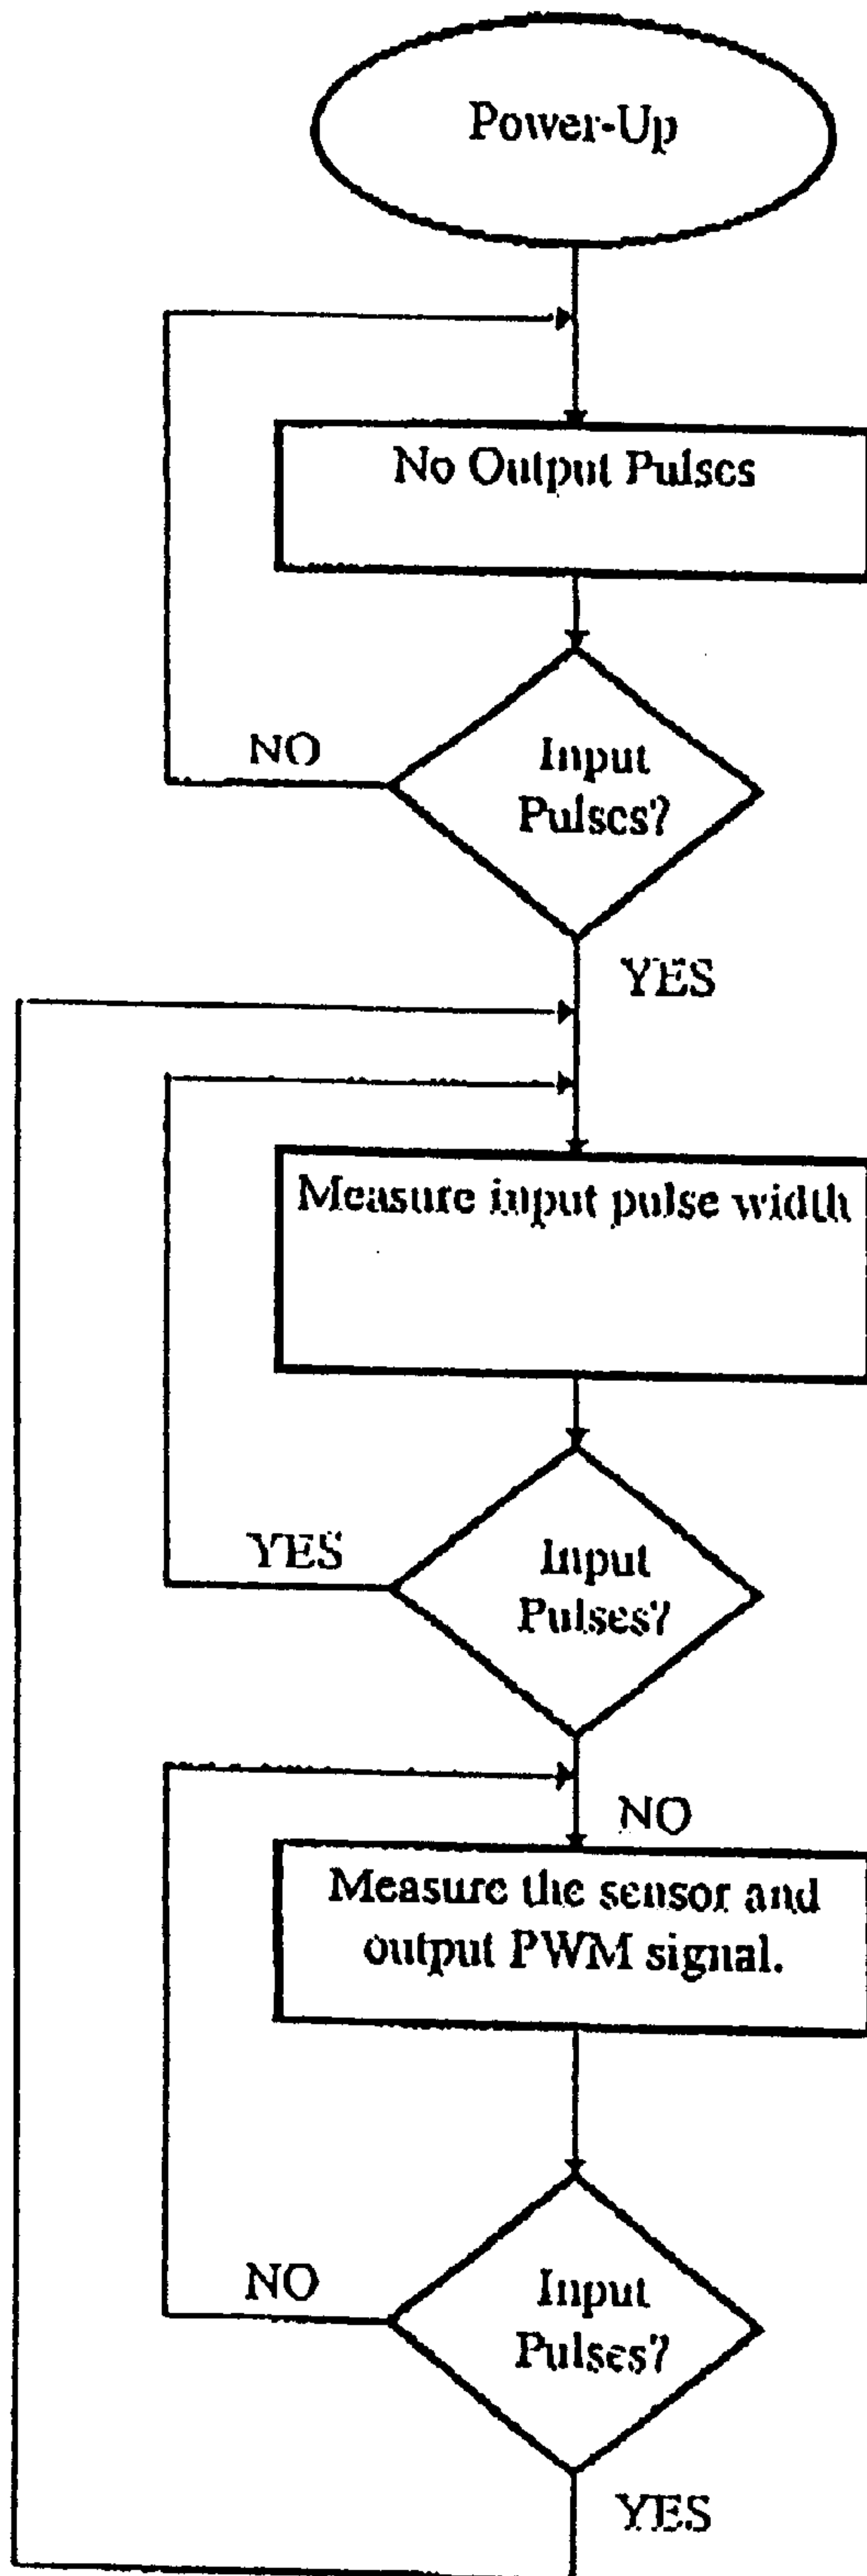 Power-Up
No Output Pulses
NO
Input
Pulses?
YES
Measure input pulse width
YES
Input
Pulses?
NO
Measure the sensor and
output PWM signal.
NO
Input
Pulses?
YES